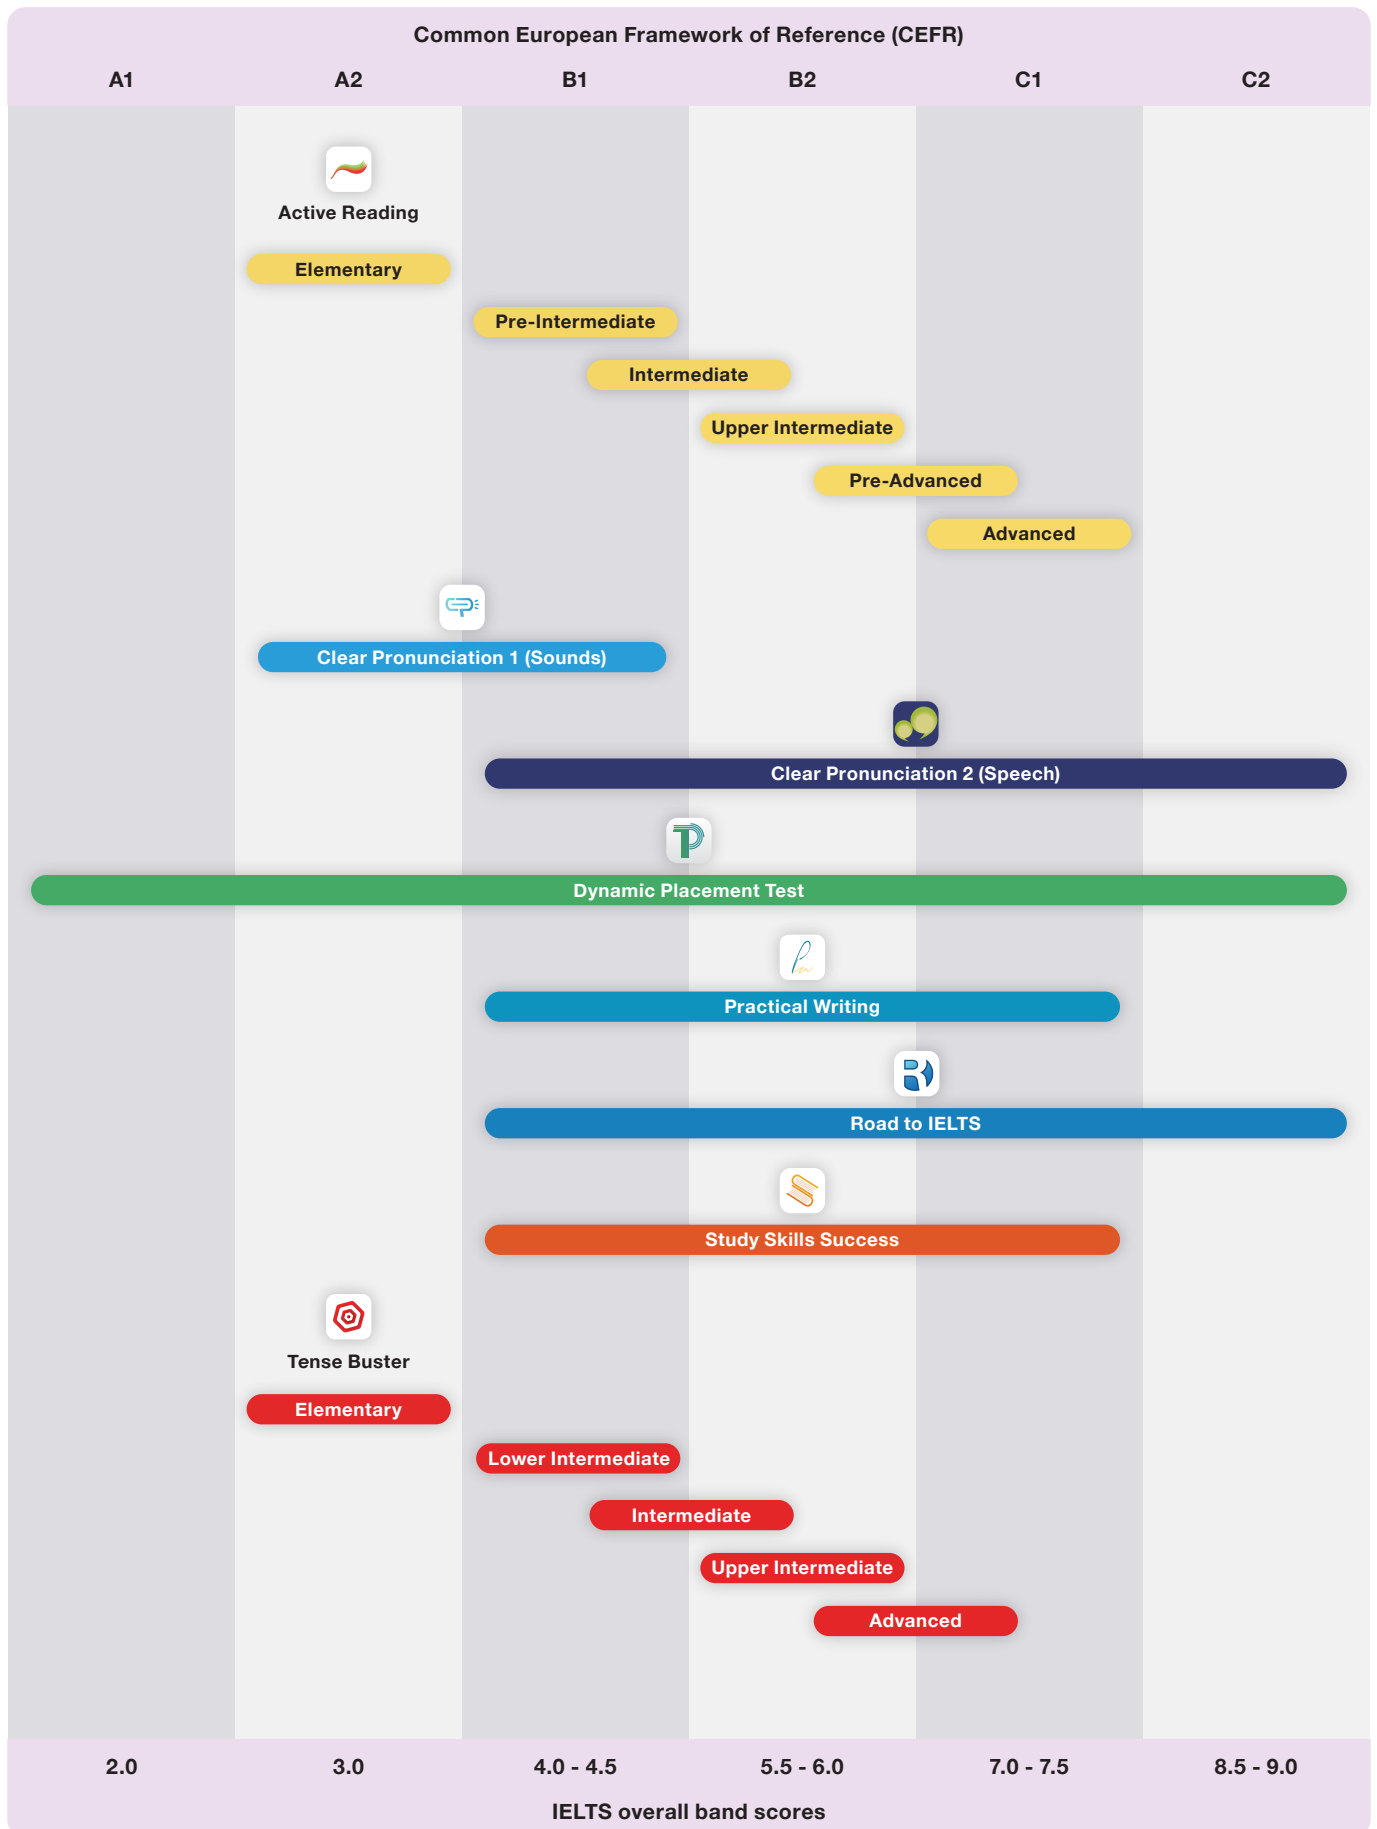 Common European Framework of Reference (CEFR)
A1 A2 B1 B2 C1 C2
Active Reading
Elementary
Pre-Intermediate
Intermediate
Upper Intermediate
Pre-Advanced
Advanced
Clear Pronunciation 1 (Sounds)
Clear Pronunciation 2 (Speech)
Dynamic Placement Test
Practical Writing
Road to IELTS
Study Skills Success
Tense Buster
Elementary
Lower Intermediate
Intermediate
Upper Intermediate
Advanced
2.0 3.0 4.0 - 4.5 5.5 - 6.0 7.0 - 7.5 8.5 - 9.0
IELTS overall band scores